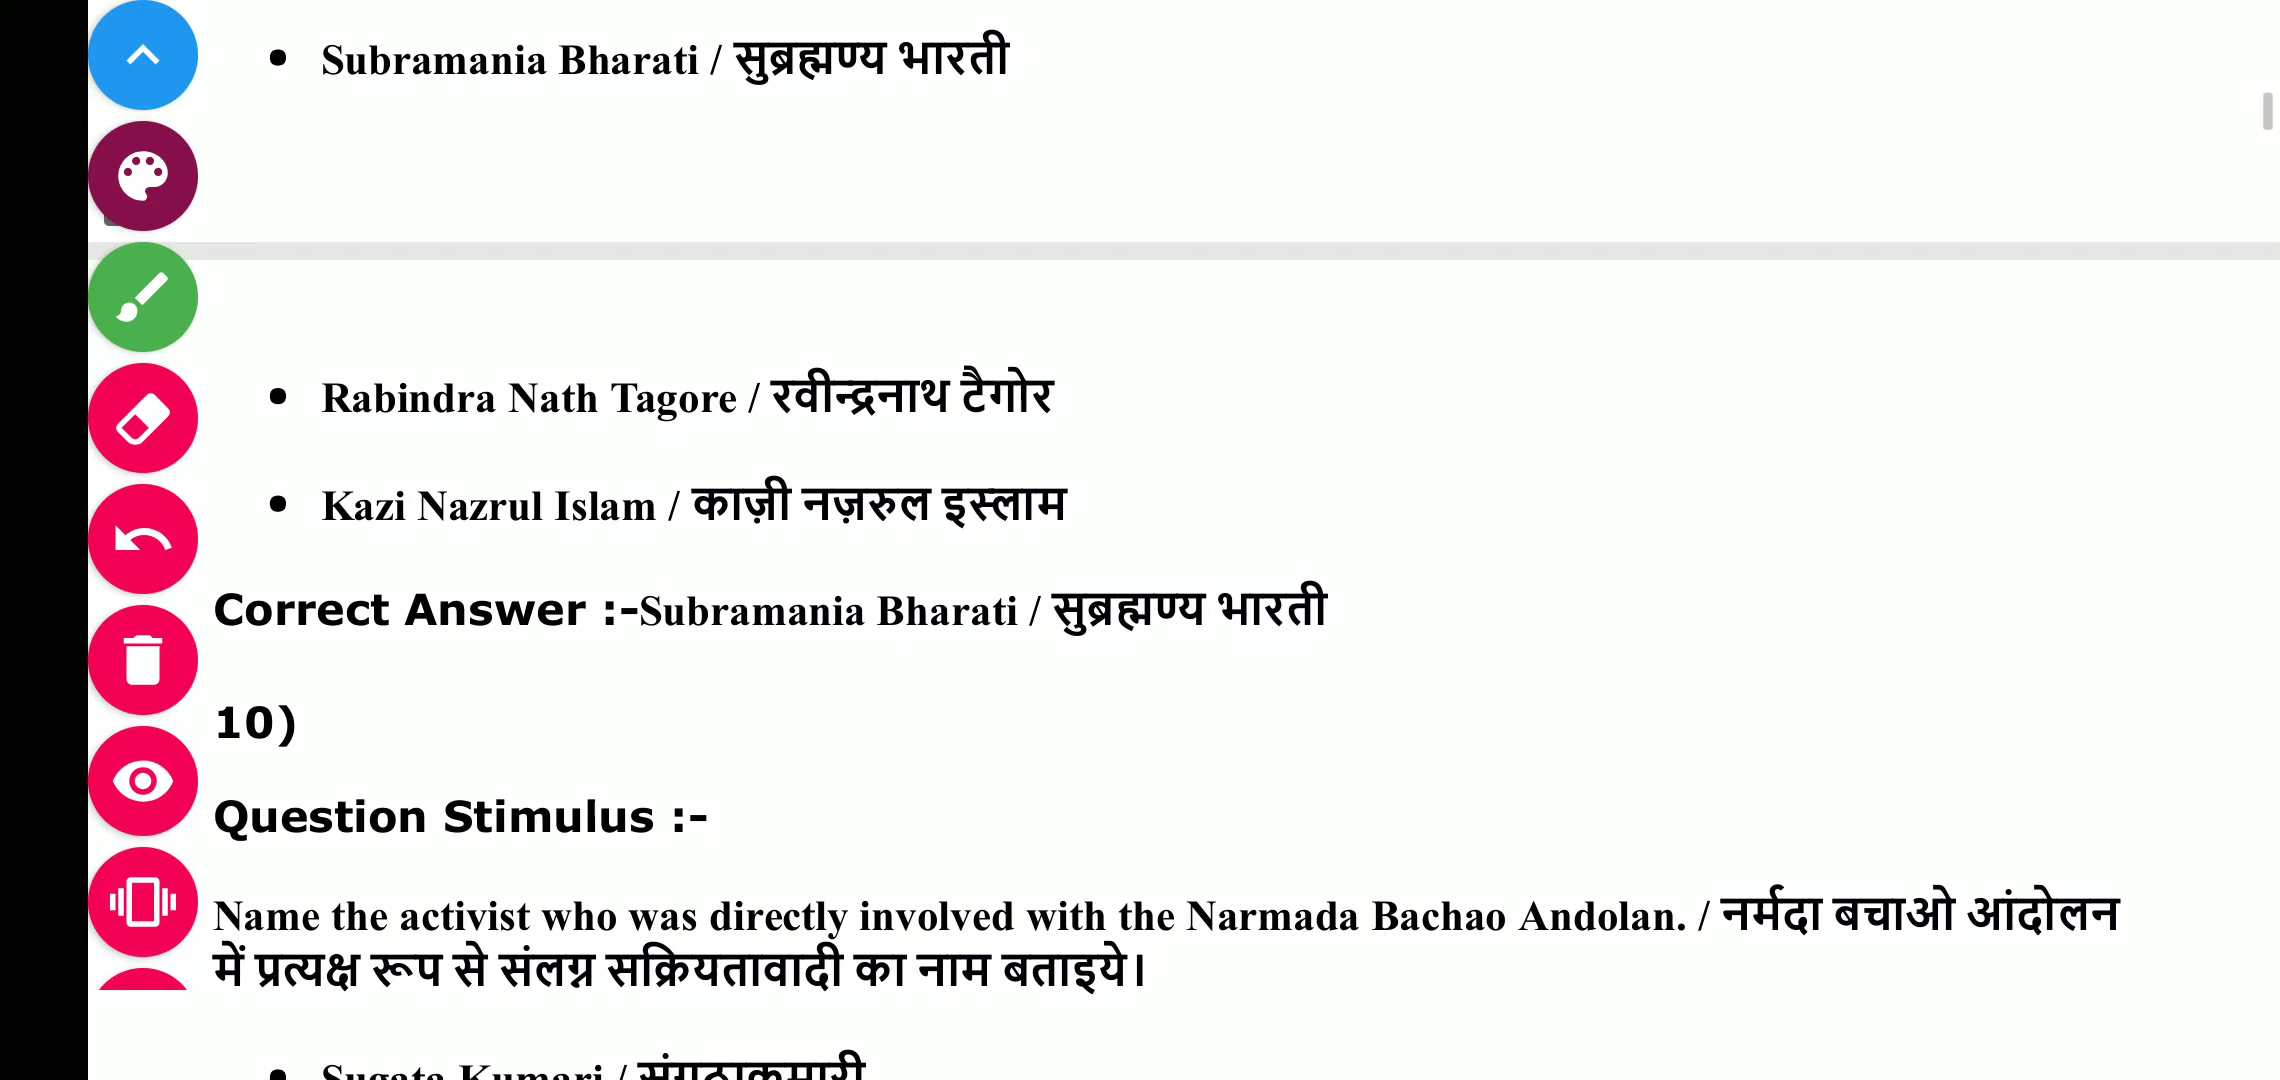 • Subramania Bharati / सुब्रह्मण्य भारती
• Rabindra Nath Tagore / रवीन्द्रनाथ टैगोर
• Kazi Nazrul Islam / काज़ी नज़रुल इस्लाम
Correct Answer :-Subramania Bharati / सुब्रह्मण्य भारती
10)
Question Stimulus :-
Name the activist who was directly involved with the Narmada Bachao Andolan. / नर्मदा बचाओ आंदोलन
में प्रत्यक्ष रूप से संलग्न सक्रियतावादी का नाम बताइये।
• Sugata Kumari /